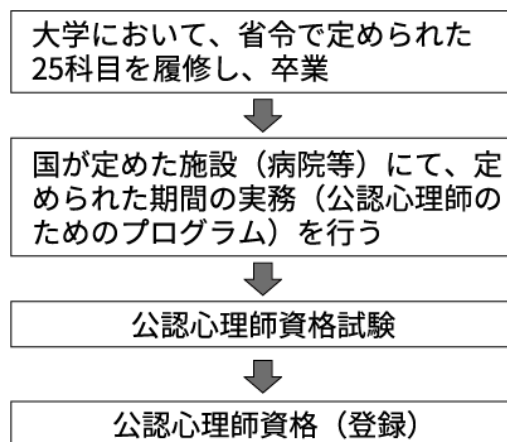 大学において、省令で定められた
25科目を履修し、卒業
国が定めた施設（病院等）にて、定
められた期間の実務（公認心理師の
ためのプログラム）を行う
公認心理師資格試験
公認心理師資格（登録）